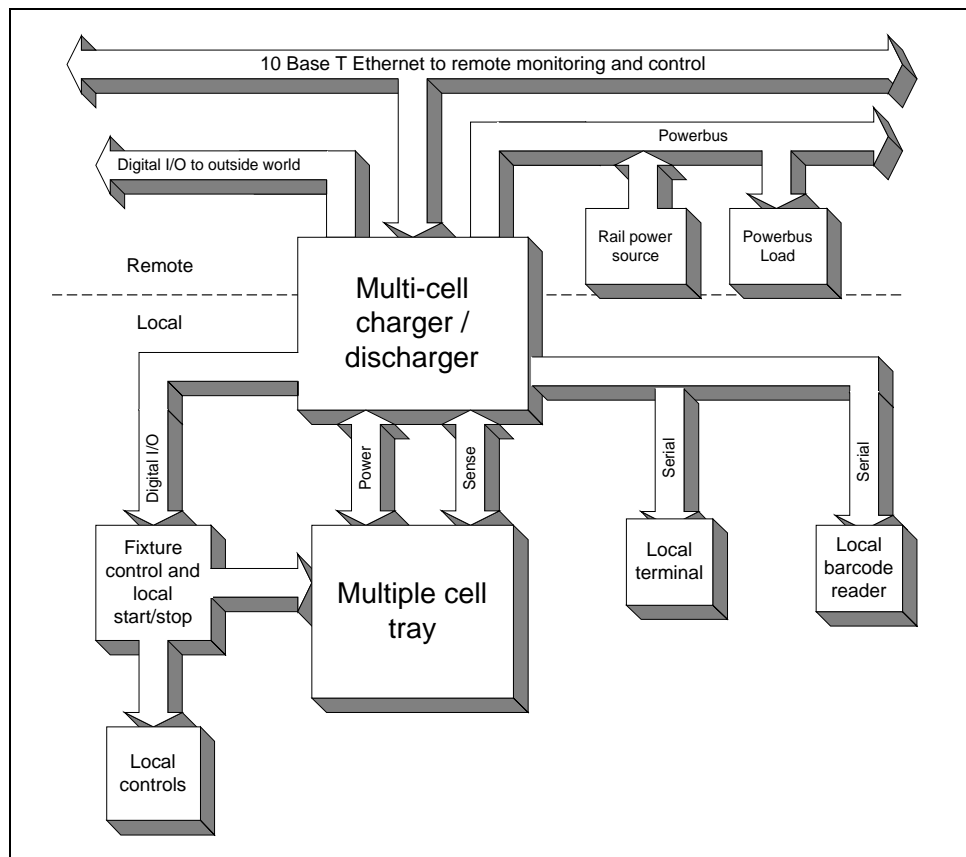 10 Base T Ethernet to remote monitoring and control
Powerbus
Digital I/O to outside world
Rail power
source
Powerbus
Load
Remote
Local
Multi-cell
charger /
discharger
Digital I/O
Power
Sense
Serial
Serial
Fixture
control and
local
start/stop
Multiple cell
tray
Local
terminal
Local
barcode
reader
Local
controls